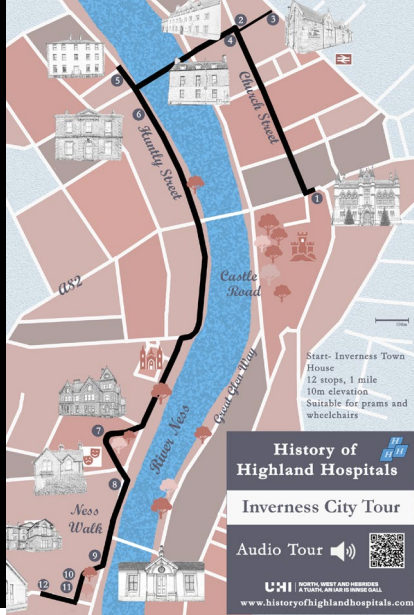 2
3
4
5
6
Church Street
Huntly Street
1
A82
Castle
Road
Great Glen Way
River Ness
7
8
Ness
Walk
9
10
11
12
Start- Inverness Town
House
12 stops, 1 mile
10m elevation
Suitable for prams and
wheelchairs
History of
Highland Hospitals
H
H H
Inverness City Tour
Audio Tour
UHI NORTH, WEST AND HEBRIDES
A TUATH, AN IAR IS INNSE GALL
www.historyofhighlandhospitals.com